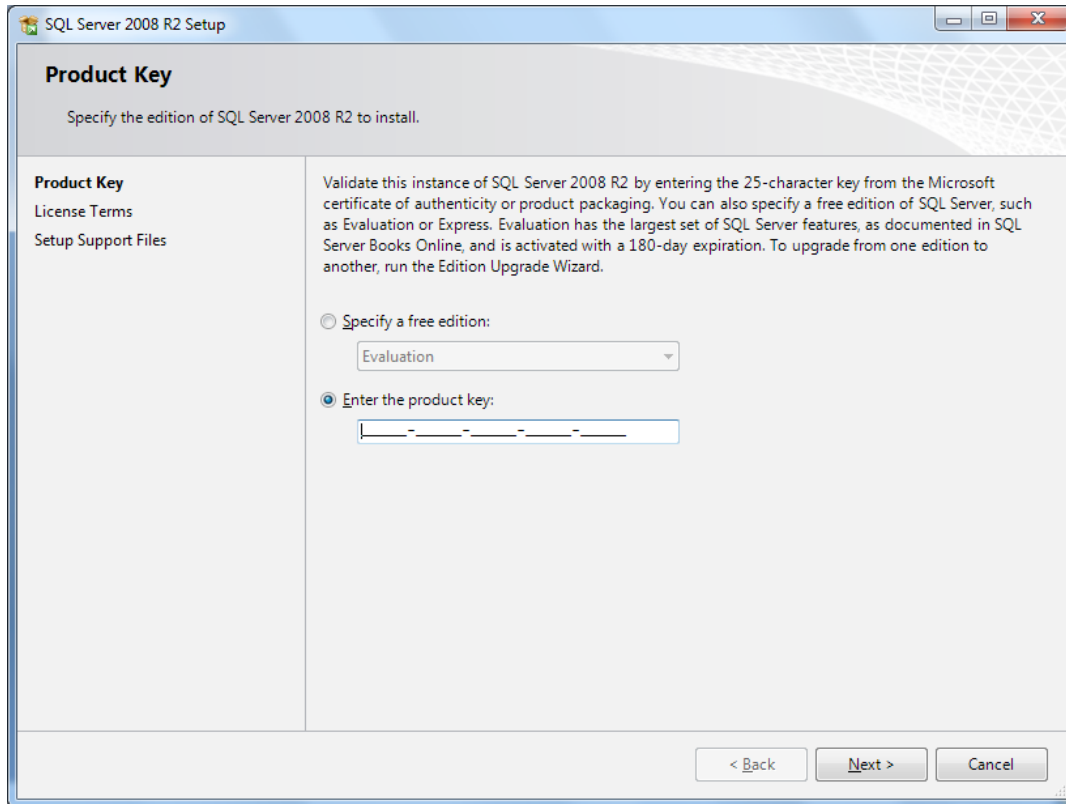 SQL Server 2008 R2 Setup
Product Key
Specify the edition of SQL Server 2008 R2 to install.
Product Key
License Terms
Setup Support Files
Validate this instance of SQL Server 2008 R2 by entering the 25-character key from the Microsoft
certificate of authenticity or product packaging. You can also specify a free edition of SQL Server, such
as Evaluation or Express. Evaluation has the largest set of SQL Server features, as documented in SQL
Server Books Online, and is activated with a 180-day expiration. To upgrade from one edition to
another, run the Edition Upgrade Wizard.
Specify a free edition:
Evaluation
Enter the product key:
_____-_____-_____-_____-_____
< Back
Next >
Cancel